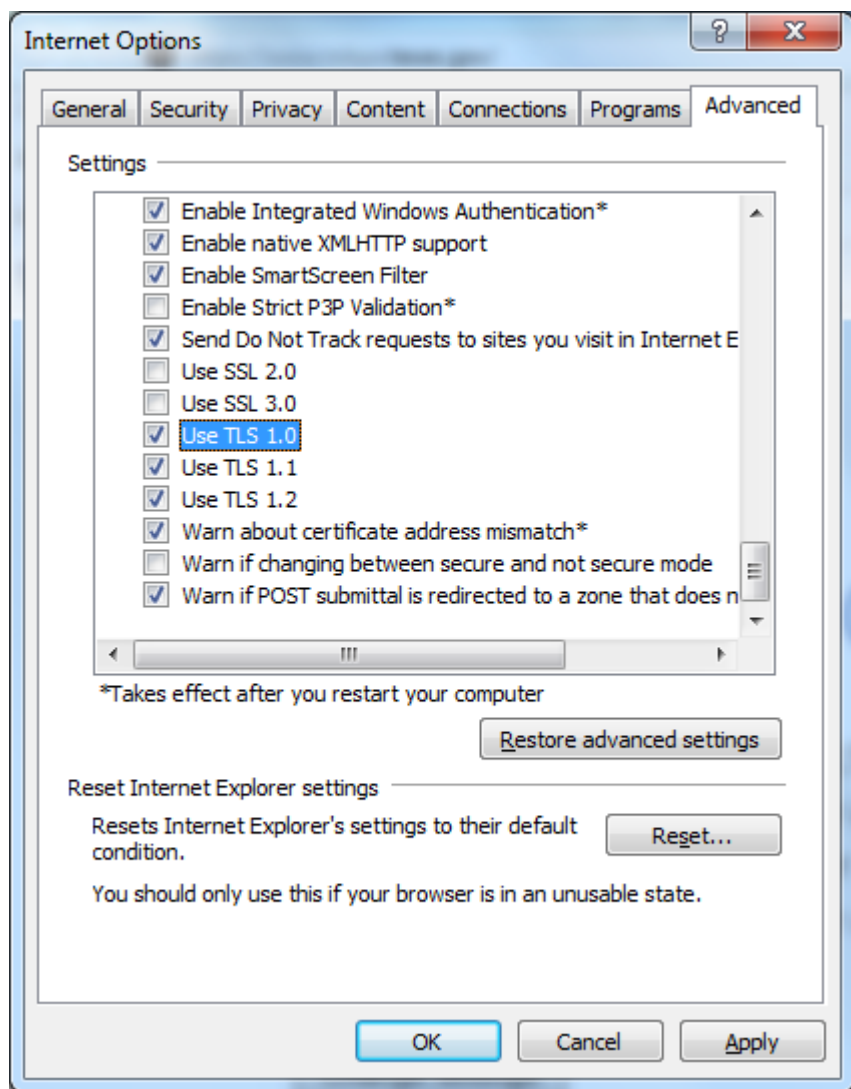 Internet Options
General Security Privacy Content Connections Programs Advanced
Settings
Enable Integrated Windows Authentication*
Enable native XMLHTTP support
Enable SmartScreen Filter
Enable Strict P3P Validation*
Send Do Not Track requests to sites you visit in Internet E
Use SSL 2.0
Use SSL 3.0
Use TLS 1.0
Use TLS 1.1
Use TLS 1.2
Warn about certificate address mismatch*
Warn if changing between secure and not secure mode
Warn if POST submittal is redirected to a zone that does n
*Takes effect after you restart your computer
Restore advanced settings
Reset Internet Explorer settings
Resets Internet Explorer's settings to their default
condition.
Reset...
You should only use this if your browser is in an unusable state.
OK Cancel Apply